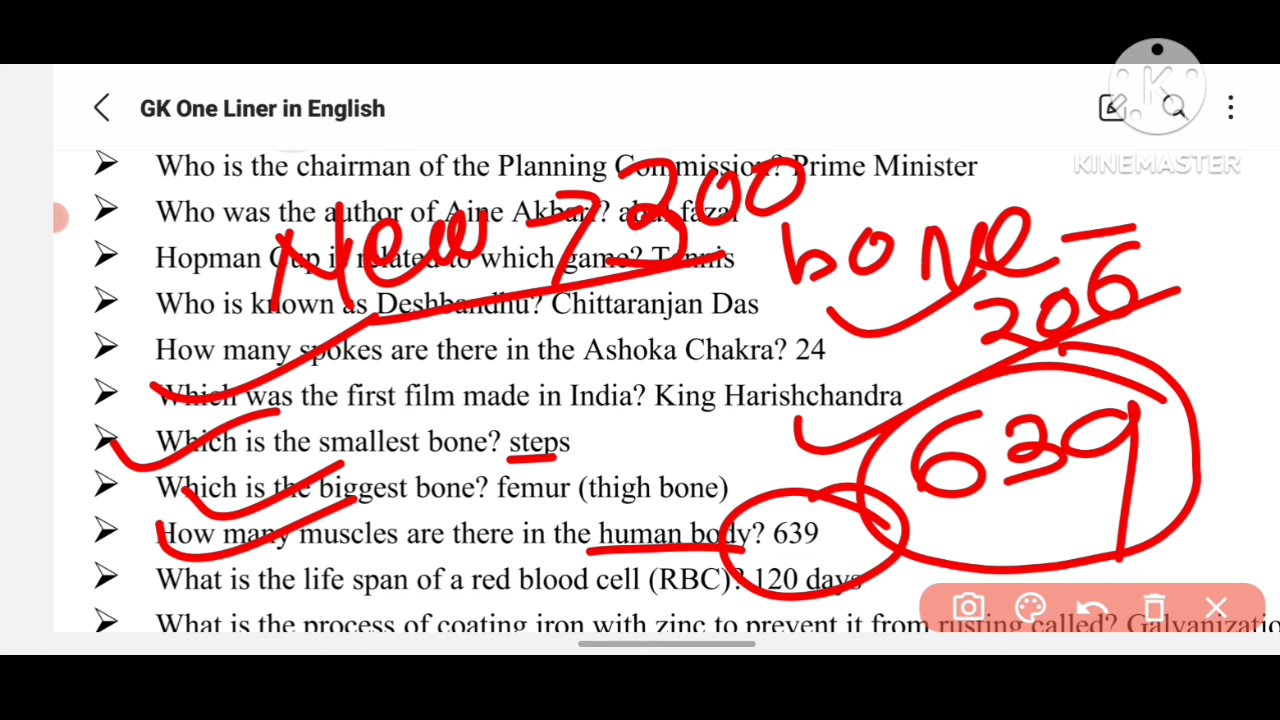 GK One Liner in English
KINEMASTER
➤ Who is the chairman of the Planning Commission? Prime Minister
➤ Who was the author of Aine Akbari? abul fazal
➤ Hopman Cup is related to which game? Tennis
➤ Who is known as Deshbandhu? Chittaranjan Das
➤ How many spokes are there in the Ashoka Chakra? 24
➤ Which was the first film made in India? King Harishchandra
➤ Which is the smallest bone? steps
➤ Which is the biggest bone? femur (thigh bone)
➤ How many muscles are there in the human body? 639
➤ What is the life span of a red blood cell (RBC)? 120 days
➤ What is the process of coating iron with zinc to prevent it from rusting called? Galvanizatio
New 300
bone
206
639